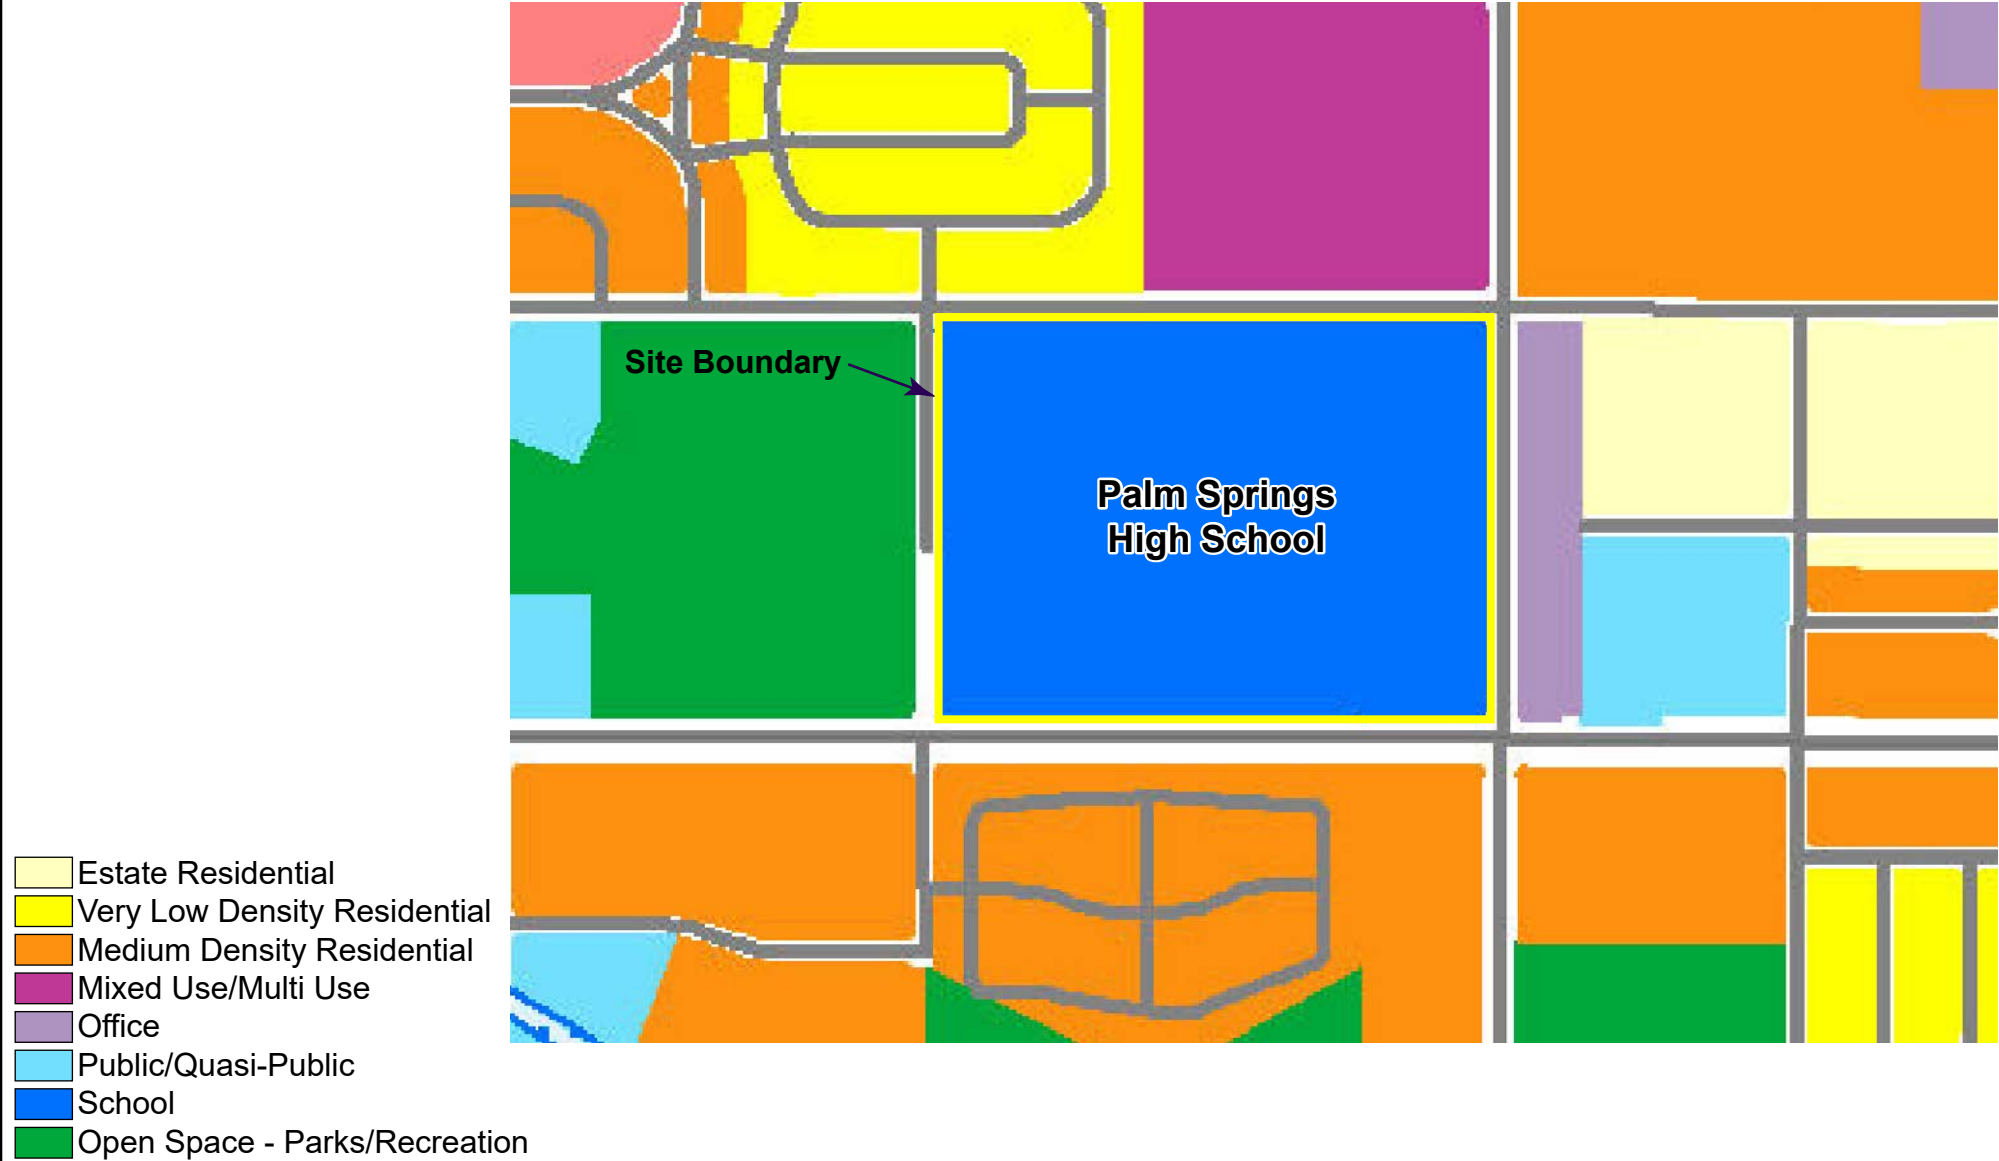 Site Boundary
Palm Springs
High School
Estate Residential
Very Low Density Residential
Medium Density Residential
Mixed Use/Multi Use
Office
Public/Quasi-Public
School
Open Space - Parks/Recreation